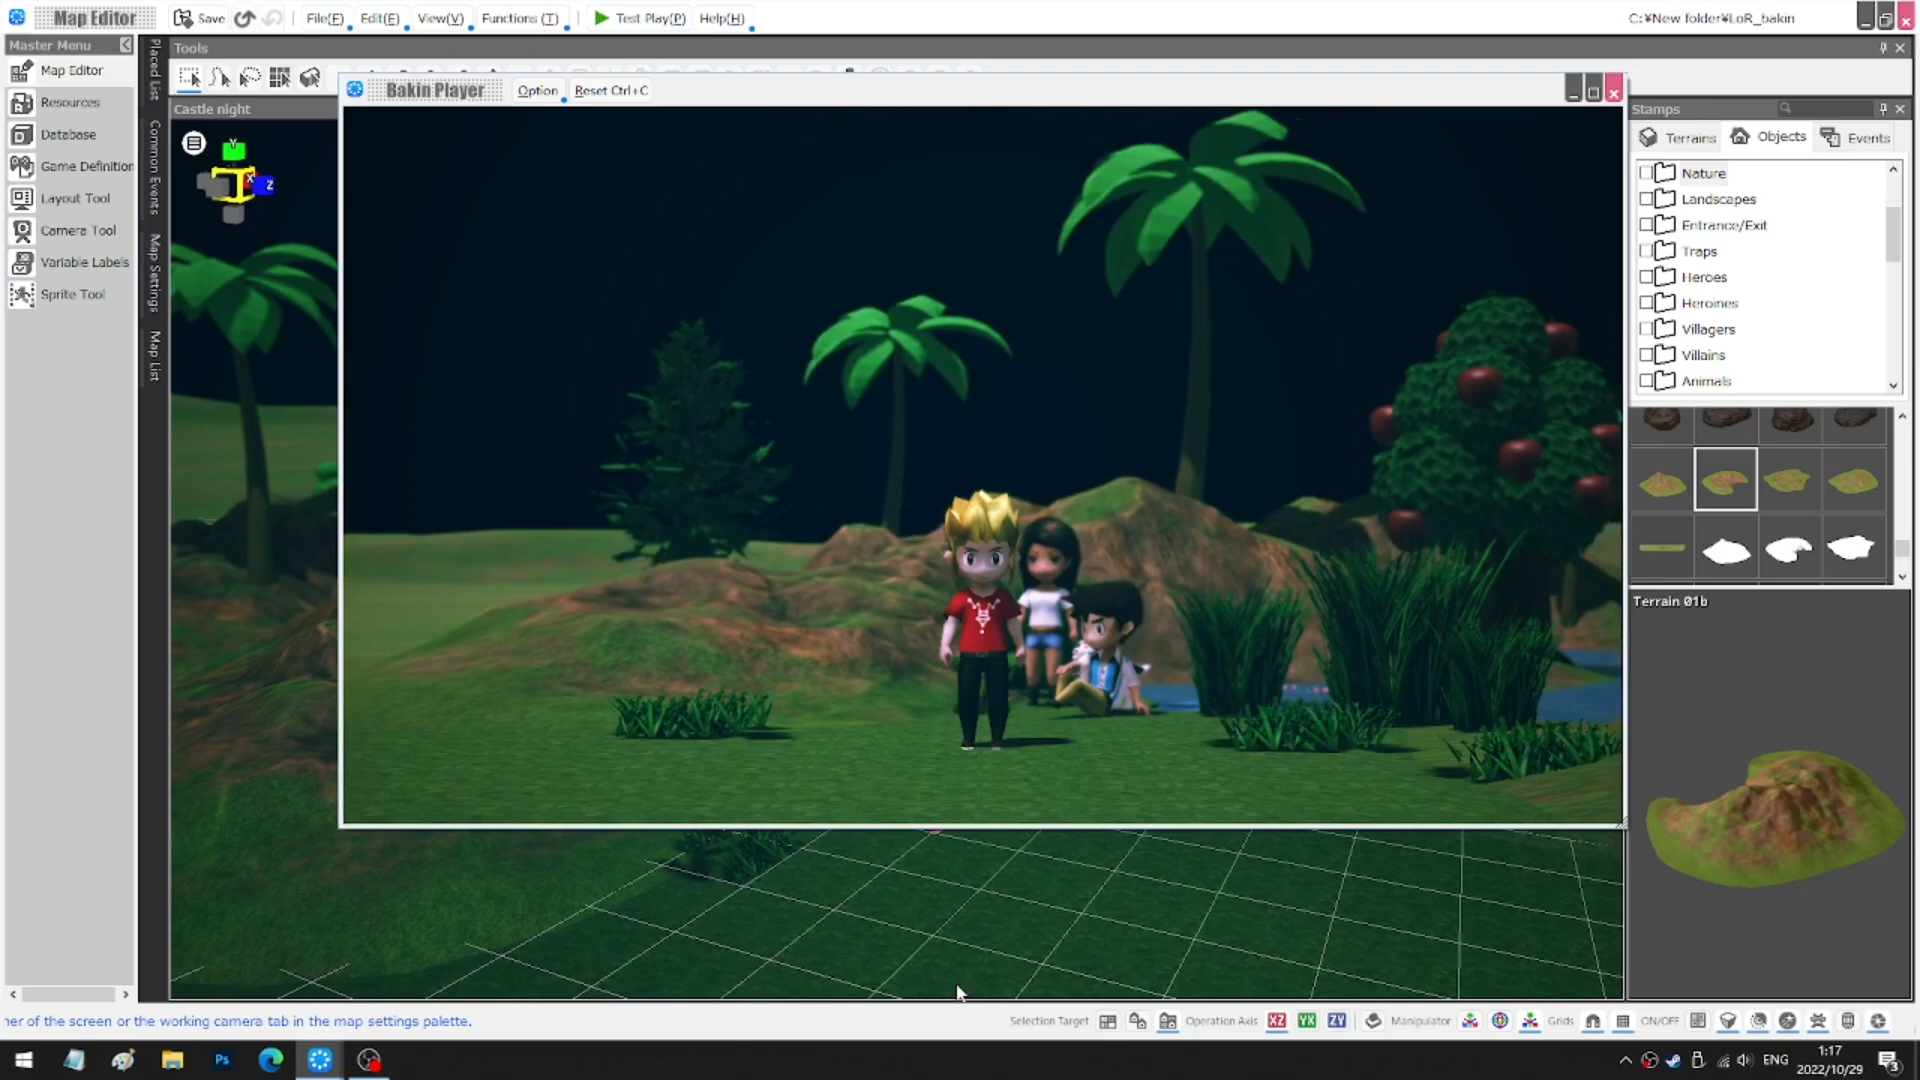 Map Editor
Save
File(F)
Edit(E)
View(V)
Functions (T)
Test Play(P)
Help(H)
C:¥New folder¥LoR_bakin
Master Menu
Map Editor
Resources
Database
Game Definition
Layout Tool
Camera Tool
Variable Labels
Sprite Tool
Placed List
Common Events
Map Settings
Map List
Tools
Castle night
Y
X
Z
Bakin Player
Option
Reset Ctrl+C
Stamps
Terrains
Objects
Events
Nature
Landscapes
Entrance/Exit
Traps
Heroes
Heroines
Villagers
Villains
Animals
Terrain 01b
ner of the screen or the working camera tab in the map settings palette.
Selection Target
Operation Axis
XZ
YX
ZY
Manipulator
Grids
ON/OFF
Ps
ENG
1:17
2022/10/29
3